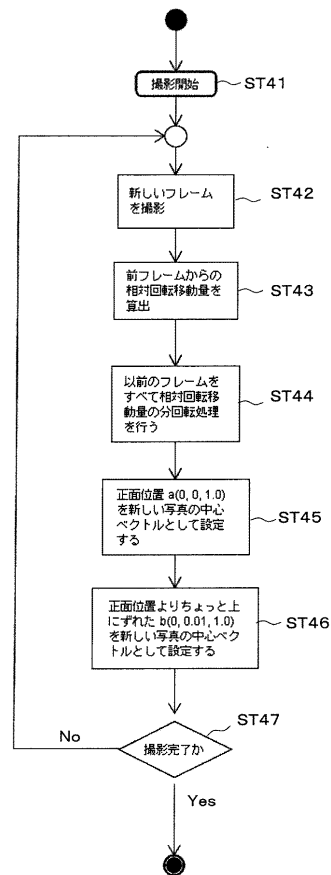 撮影開始
ST41
新しいフレーム
を撮影
ST42
前フレームからの
相対回転移動量を
算出
ST43
以前のフレームを
すべて相対回転移
動量の分回転処理
を行う
ST44
正面位置 a(0, 0, 1.0)
を新しい写真の中心
ベクトルとして設定
する
ST45
正面位置よりちょっと上
にずれた b(0, 0.01, 1.0)
を新しい写真の中心ベク
トルとして設定する
ST46
撮影完了か
ST47
No
Yes